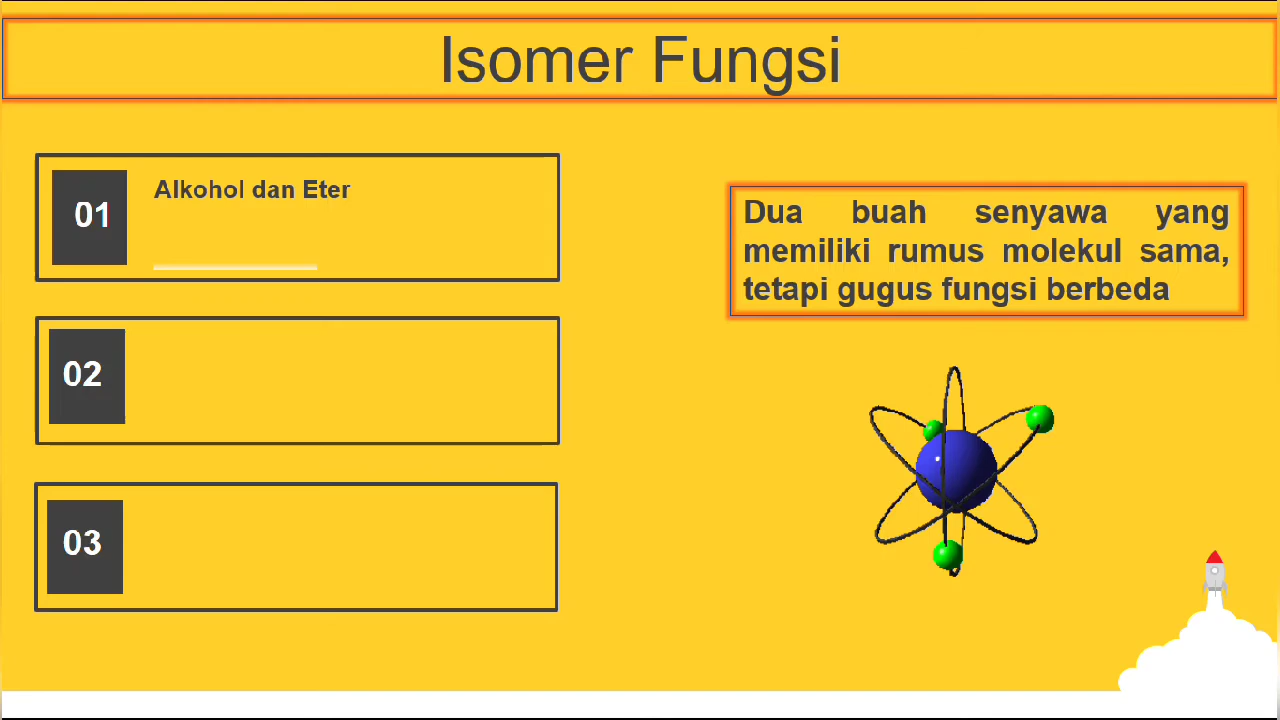 Isomer Fungsi
01
Alkohol dan Eter
02
03
Dua buah senyawa yang
memiliki rumus molekul sama,
tetapi gugus fungsi berbeda